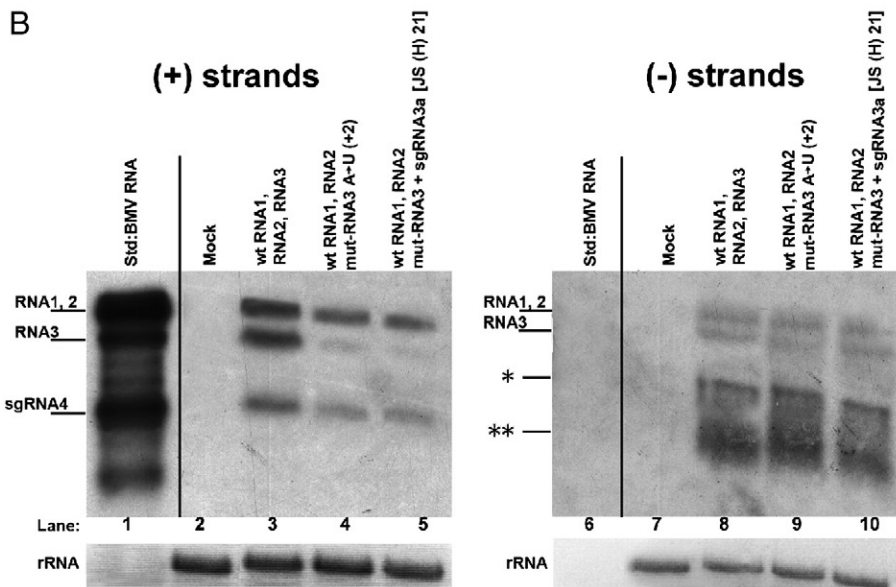 B
(+) strands
(-) strands
Std:BMV RNA
Mock
wt RNA1,
RNA2, RNA3
wt RNA1, RNA2
mut-RNA3 A→U (+2)
wt RNA1, RNA2
mut-RNA3 + sgRNA3a [JS (H) 21]
Std:BMV RNA
Mock
wt RNA1,
RNA2, RNA3
wt RNA1, RNA2
mut-RNA3 A→U (+2)
wt RNA1, RNA2
mut-RNA3 + sgRNA3a [JS (H) 21]
RNA1, 2
RNA3
sgRNA4
RNA1, 2
RNA3
*
**
Lane: 1 2 3 4 5
6 7 8 9 10
rRNA
rRNA